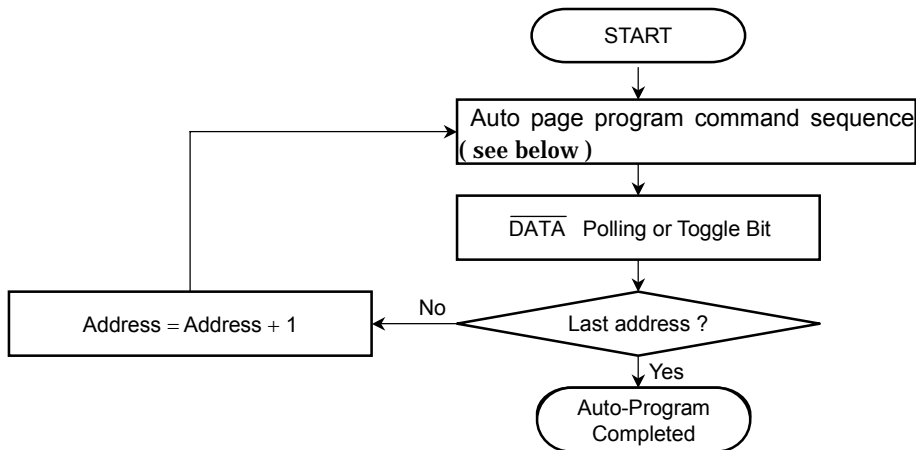 START
Auto page program command sequence
( see below )
D̅A̅T̅A̅ Polling or Toggle Bit
Last address ?
No
Address = Address + 1
Yes
Auto-Program
Completed